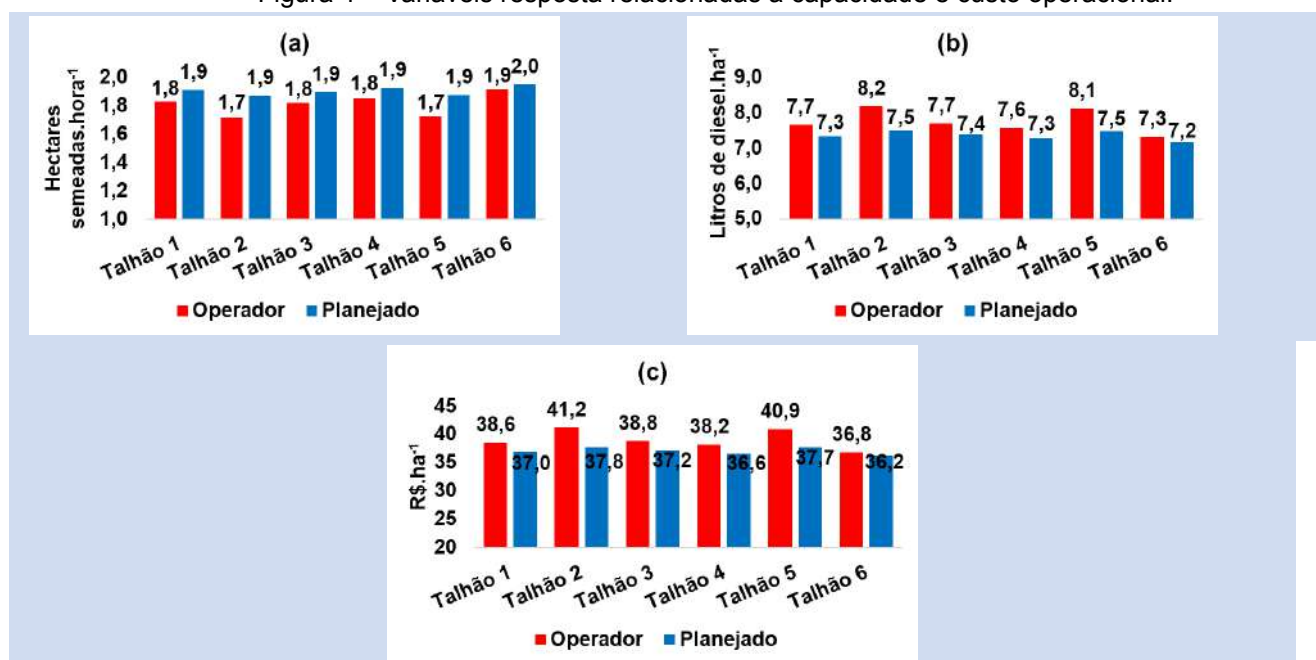 Figura 4 – Variáveis resposta relacionadas a capacidade e custo operacional.
(a)
Hectares
semeadas.hora-1
2,0
1,8
1,6
1,4
1,2
1,0
1,8 1,9 1,7 1,9 1,8 1,9 1,8 1,9 1,7 1,9 1,9 2,0
Talhão 1 Talhão 2 Talhão 3 Talhão 4 Talhão 5 Talhão 6
Operador Planejado
(b)
Litros de diesel.ha-1
9,0
8,0
7,0
6,0
5,0
7,7 7,3 8,2 7,5 7,7 7,4 7,6 7,3 8,1 7,5 7,3 7,2
Talhão 1 Talhão 2 Talhão 3 Talhão 4 Talhão 5 Talhão 6
Operador Planejado
(c)
R$.ha-1
45
40
35
30
25
20
38,6 37,0 41,2 37,8 38,8 37,2 38,2 36,6 40,9 37,7 36,8 36,2
Talhão 1 Talhão 2 Talhão 3 Talhão 4 Talhão 5 Talhão 6
Operador Planejado